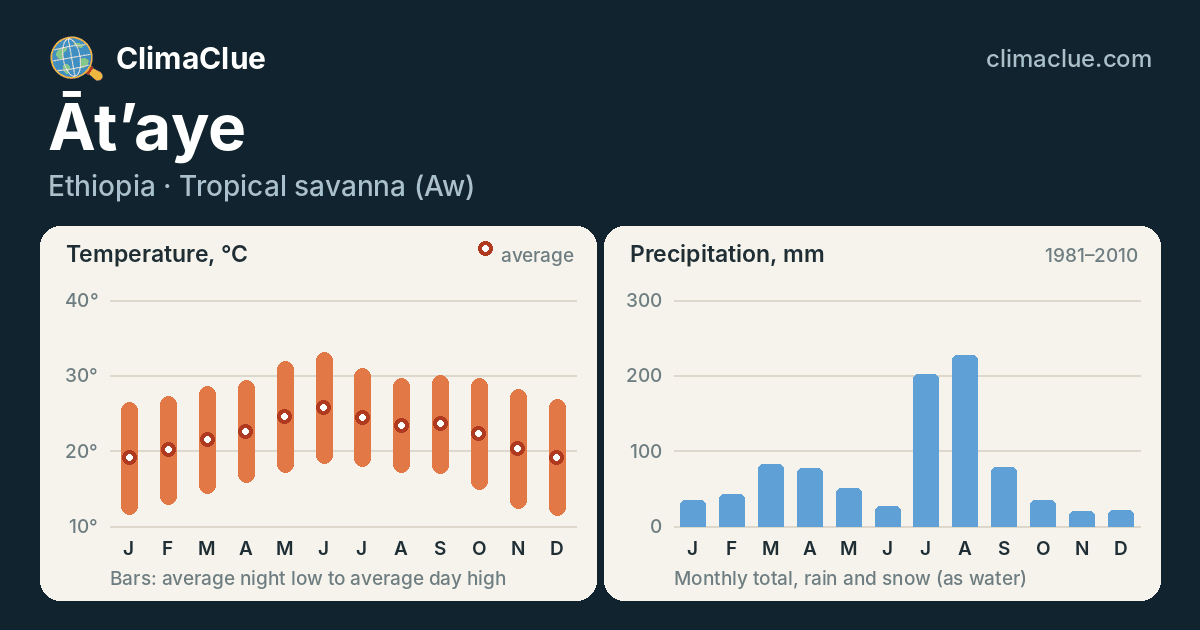 ClimaClue
climaclue.com
Āt’aye
Ethiopia · Tropical savanna (Aw)
Temperature, °C
average
40°
30°
20°
10°
J F M A M J J A S O N D
Bars: average night low to average day high
Precipitation, mm
1981–2010
300
200
100
0
J F M A M J J A S O N D
Monthly total, rain and snow (as water)